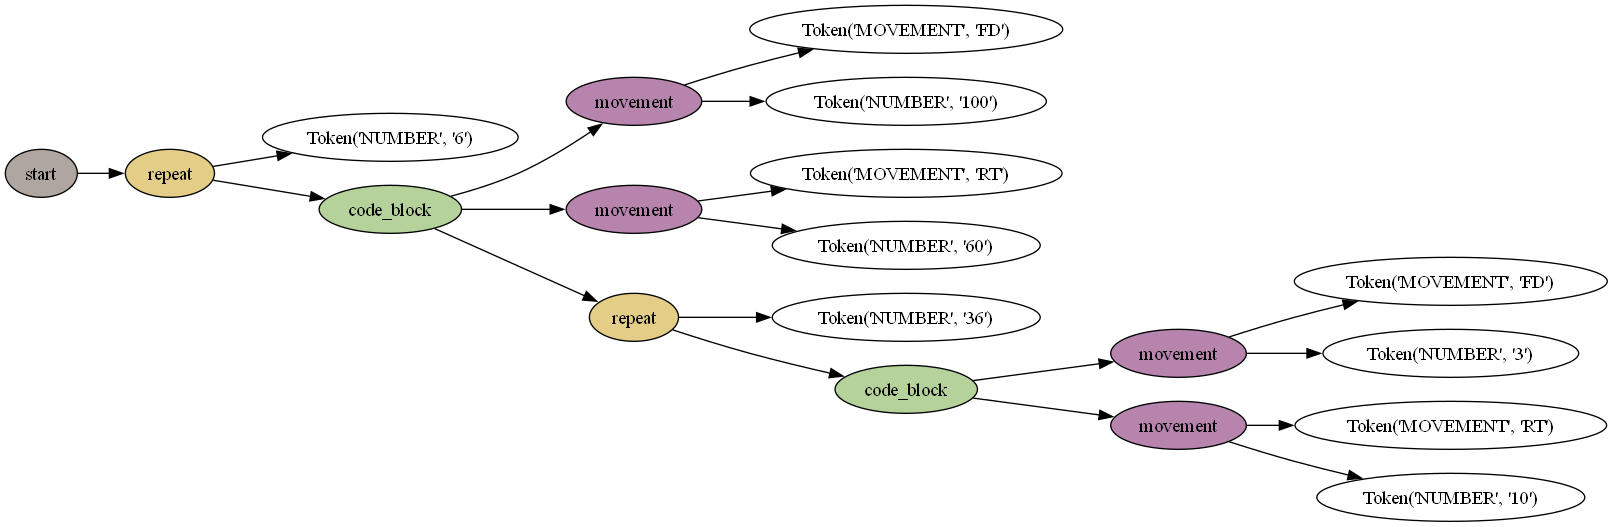 start
repeat
Token('NUMBER', '6')
code_block
movement
Token('MOVEMENT', 'FD')
Token('NUMBER', '100')
movement
Token('MOVEMENT', 'RT')
Token('NUMBER', '60')
repeat
Token('NUMBER', '36')
code_block
movement
Token('MOVEMENT', 'FD')
Token('NUMBER', '3')
movement
Token('MOVEMENT', 'RT')
Token('NUMBER', '10')